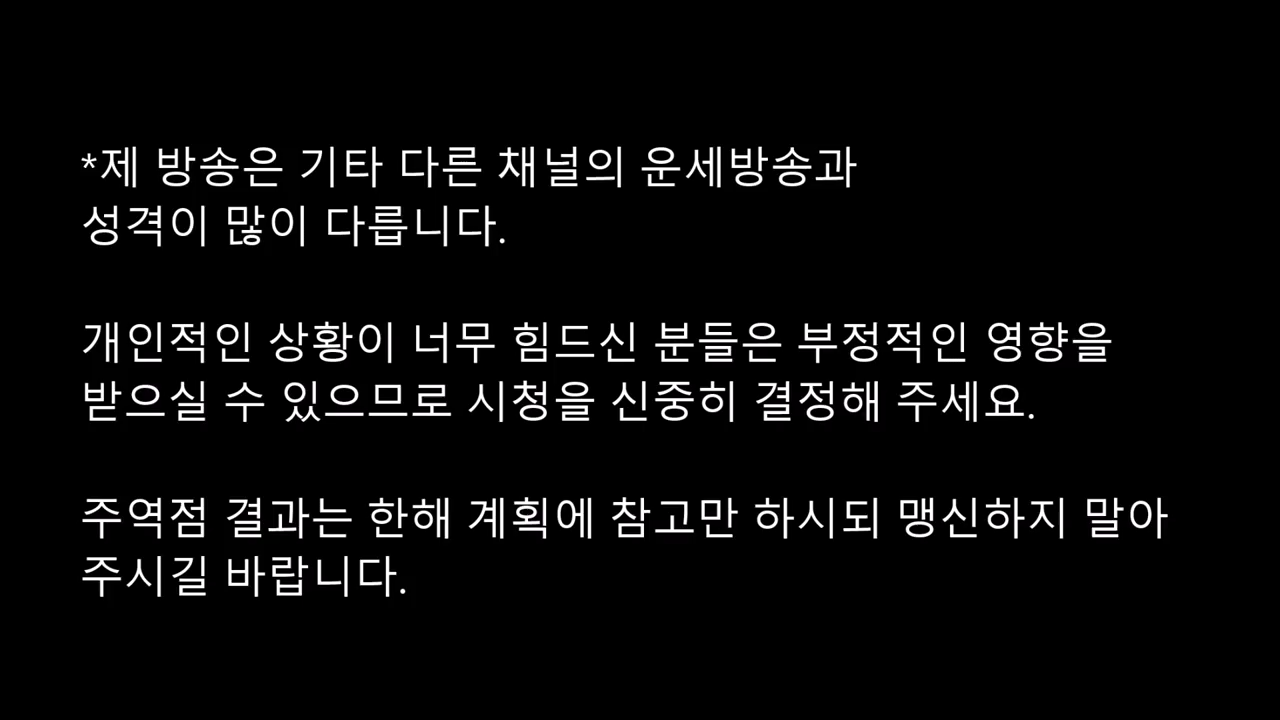 *제 방송은 기타 다른 채널의 운세방송과
성격이 많이 다릅니다.
개인적인 상황이 너무 힘드신 분들은 부정적인 영향을
받으실 수 있으므로 시청을 신중히 결정해 주세요.
주역점 결과는 한해 계획에 참고만 하시되 맹신하지 말아
주시길 바랍니다.